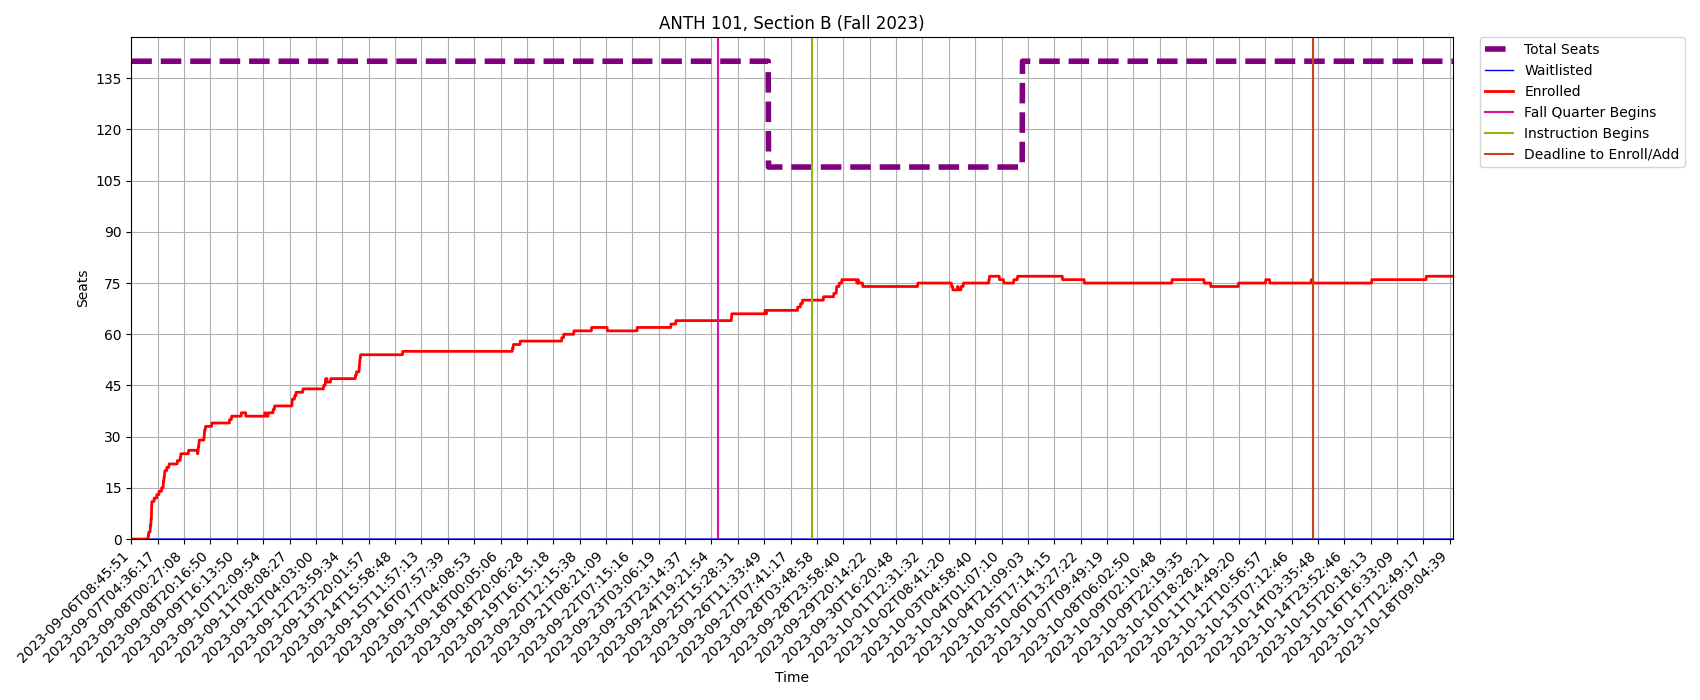 ANTH 101, Section B (Fall 2023)
Total Seats
Waitlisted
Enrolled
Fall Quarter Begins
Instruction Begins
Deadline to Enroll/Add
Seats
135
120
105
90
75
60
45
30
15
0
2023-09-06T08:45:51
2023-09-07T04:36:17
2023-09-08T00:27:08
2023-09-08T20:16:50
2023-09-09T16:13:50
2023-09-10T12:09:54
2023-09-11T08:08:27
2023-09-12T04:03:00
2023-09-12T23:59:34
2023-09-13T20:01:57
2023-09-14T15:58:48
2023-09-15T11:57:13
2023-09-16T07:57:39
2023-09-17T04:08:53
2023-09-18T00:05:06
2023-09-18T20:06:28
2023-09-19T16:15:18
2023-09-20T12:15:38
2023-09-21T08:21:09
2023-09-22T07:15:16
2023-09-23T03:06:19
2023-09-23T23:14:37
2023-09-24T19:21:54
2023-09-25T15:28:31
2023-09-26T11:33:49
2023-09-27T07:41:17
2023-09-28T03:48:58
2023-09-28T23:58:40
2023-09-29T20:14:22
2023-09-30T16:20:48
2023-10-01T12:31:32
2023-10-02T08:41:20
2023-10-03T04:58:40
2023-10-04T01:07:10
2023-10-04T21:09:03
2023-10-05T17:14:15
2023-10-06T13:27:22
2023-10-07T09:49:19
2023-10-08T06:02:50
2023-10-09T02:10:48
2023-10-09T22:19:35
2023-10-10T18:28:21
2023-10-11T14:49:20
2023-10-12T10:56:57
2023-10-13T07:12:46
2023-10-14T03:35:48
2023-10-14T23:52:46
2023-10-15T20:18:13
2023-10-16T16:33:09
2023-10-17T12:49:17
2023-10-18T09:04:39
Time